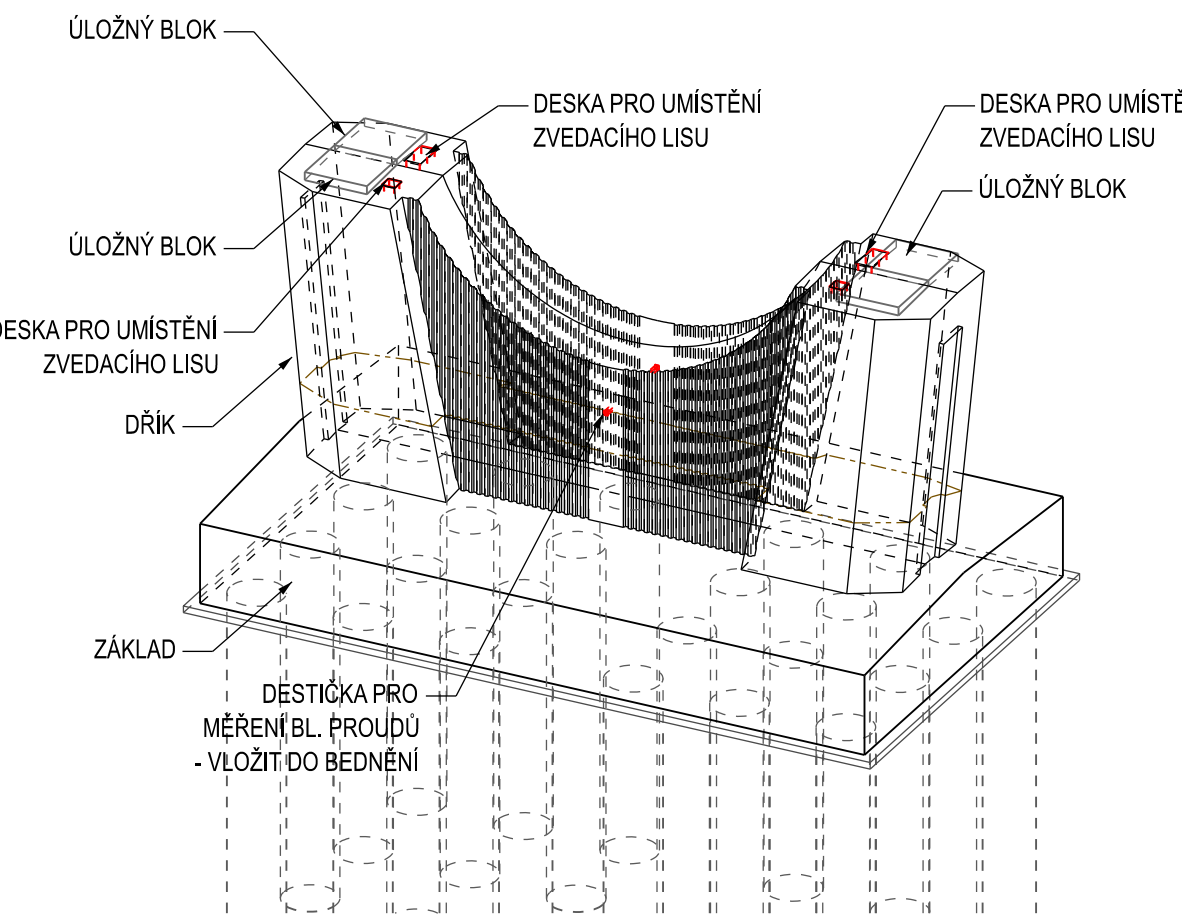 ÚLOŽNÝ BLOK
DESKA PRO UMÍSTĚNÍ
ZVEDACÍHO LISU
DESKA PRO UMÍSTĚ
ZVEDACÍHO LISU
ÚLOŽNÝ BLOK
ÚLOŽNÝ BLOK
DESKA PRO UMÍSTĚNÍ
ZVEDACÍHO LISU
DŘÍK
ZÁKLAD
DESTIČKA PRO
MĚŘENÍ BL. PROUDŮ
- VLOŽIT DO BEDNĚNÍ